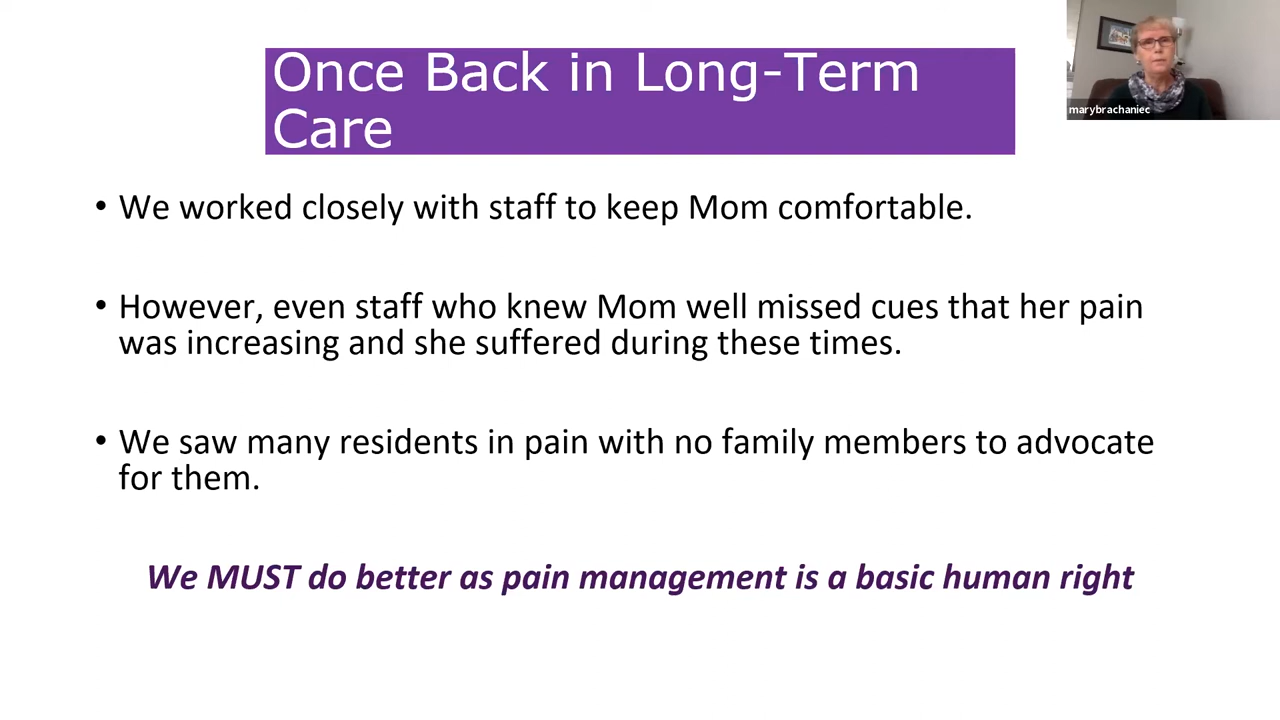 Once Back in Long-Term
Care
marybrachaniec
• We worked closely with staff to keep Mom comfortable.
• However, even staff who knew Mom well missed cues that her pain
was increasing and she suffered during these times.
• We saw many residents in pain with no family members to advocate
for them.
We MUST do better as pain management is a basic human right